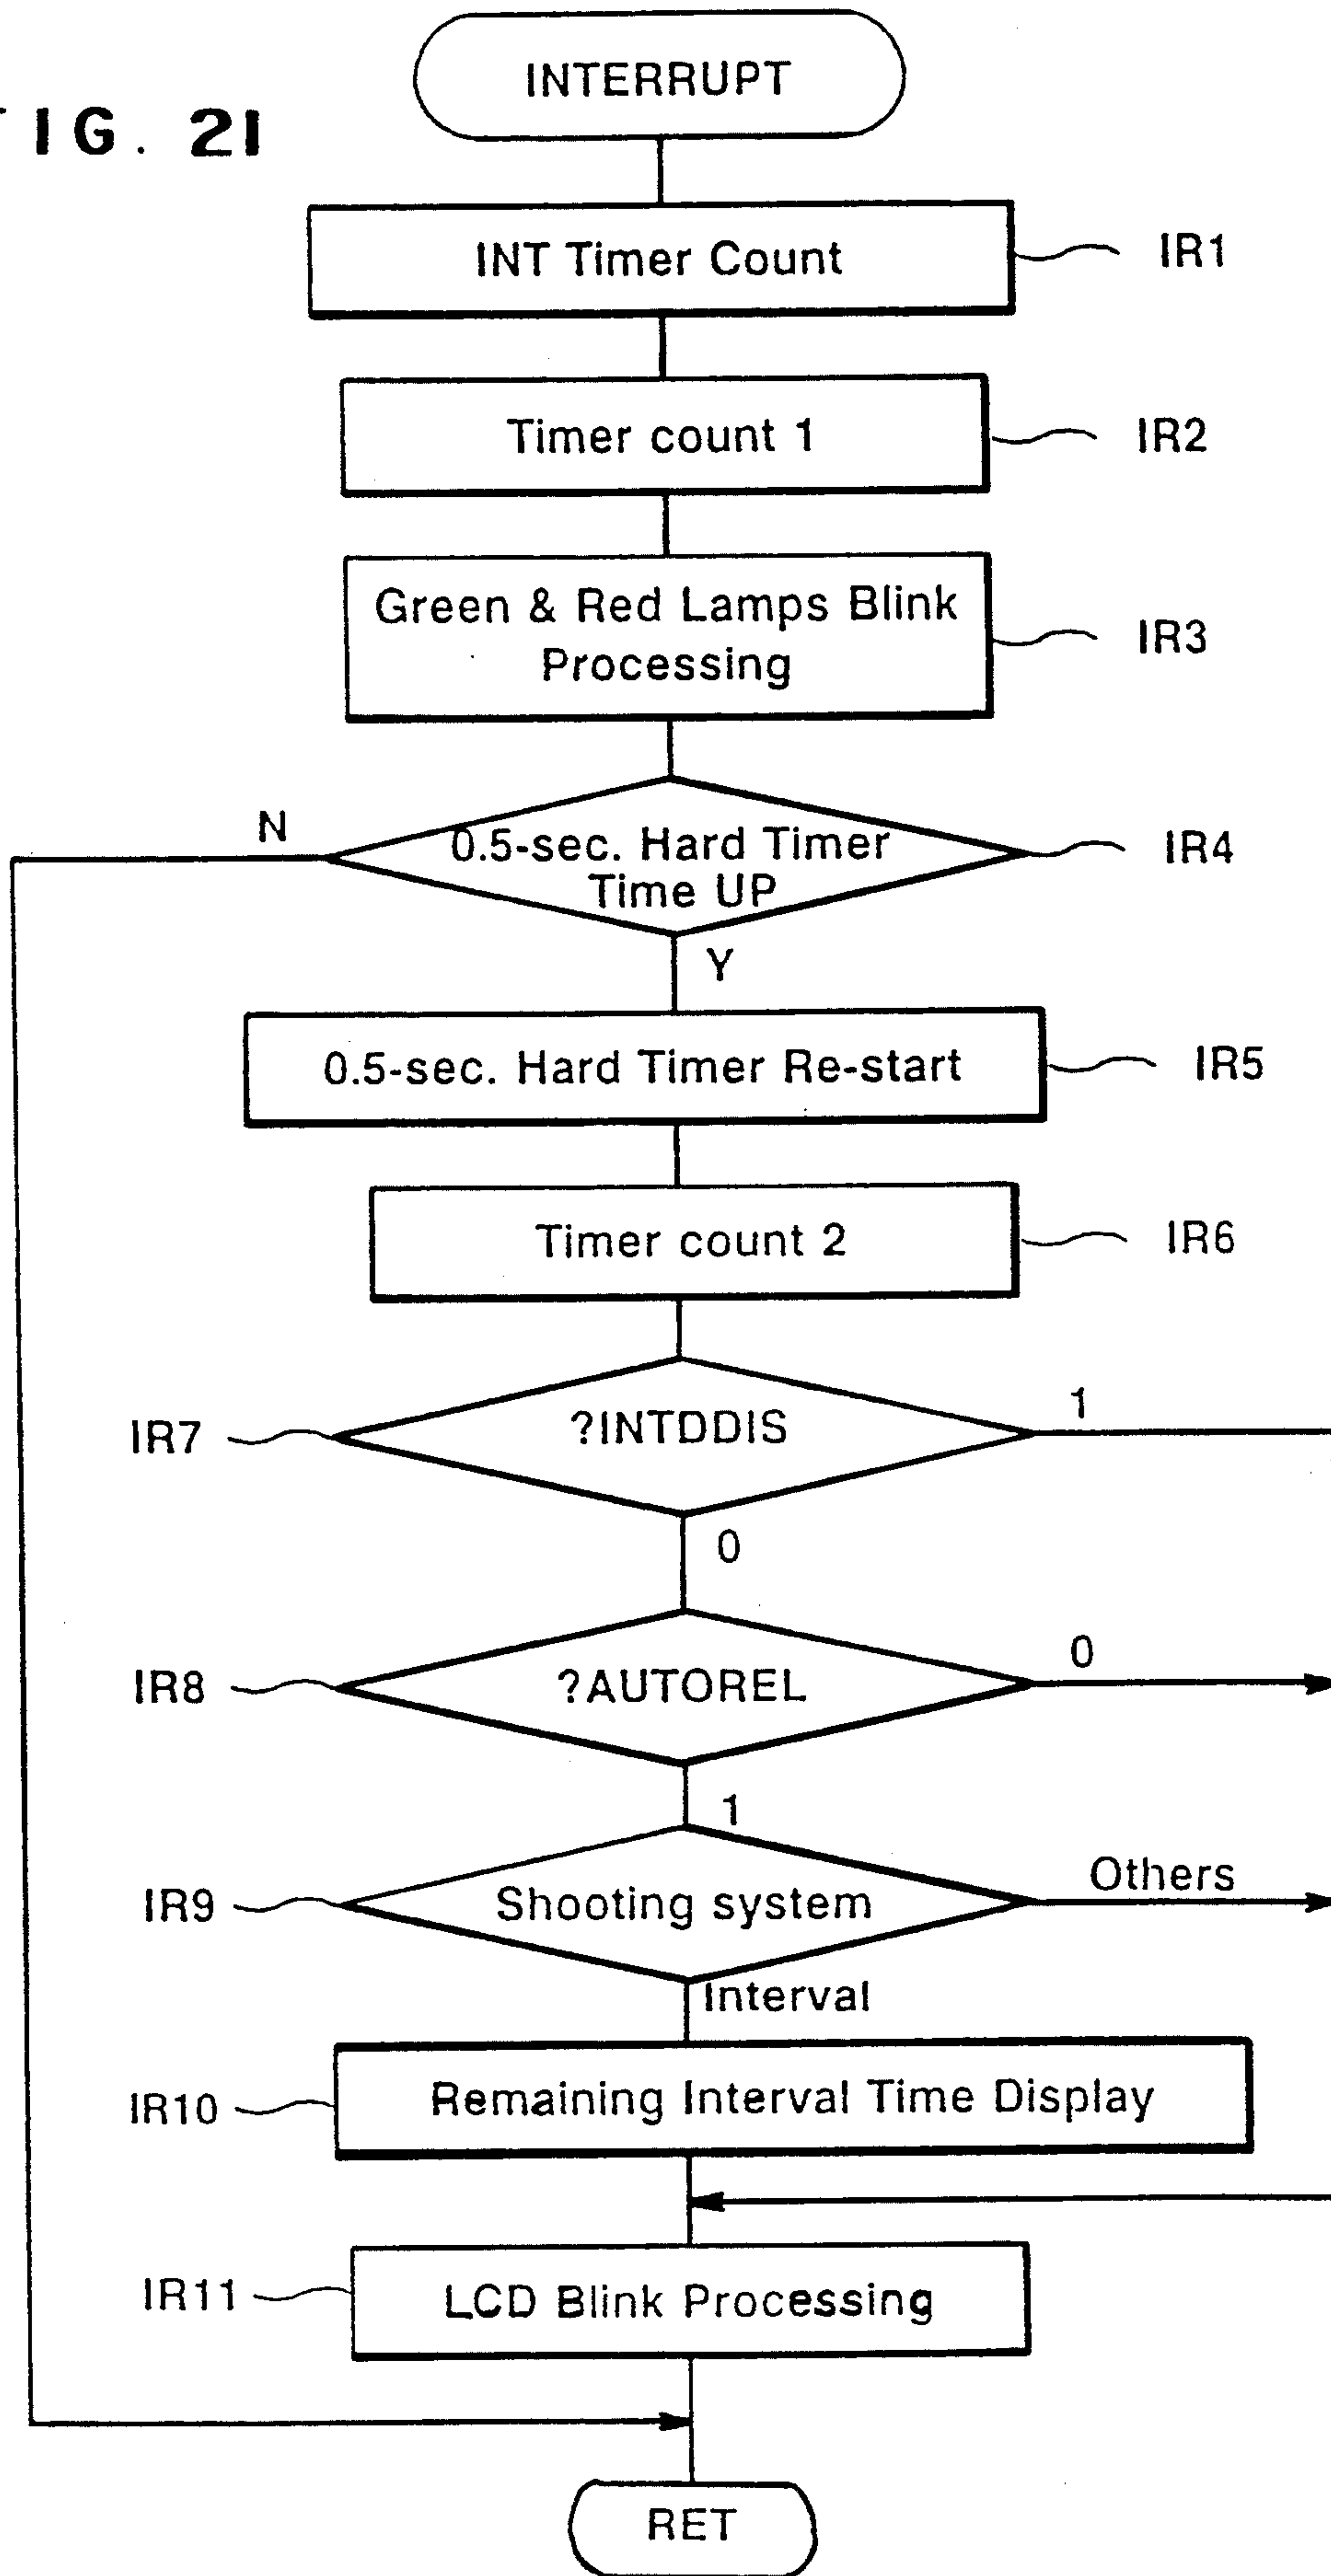 FIG. 21
INTERRUPT
INT Timer Count
IR1
Timer count 1
IR2
Green & Red Lamps Blink
Processing
IR3
N
0.5-sec. Hard Timer
Time UP
IR4
Y
0.5-sec. Hard Timer Re-start
IR5
Timer count 2
IR6
IR7
?INTDDIS
1
0
IR8
?AUTOREL
0
1
IR9
Shooting system
Others
Interval
IR10
Remaining Interval Time Display
IR11
LCD Blink Processing
RET